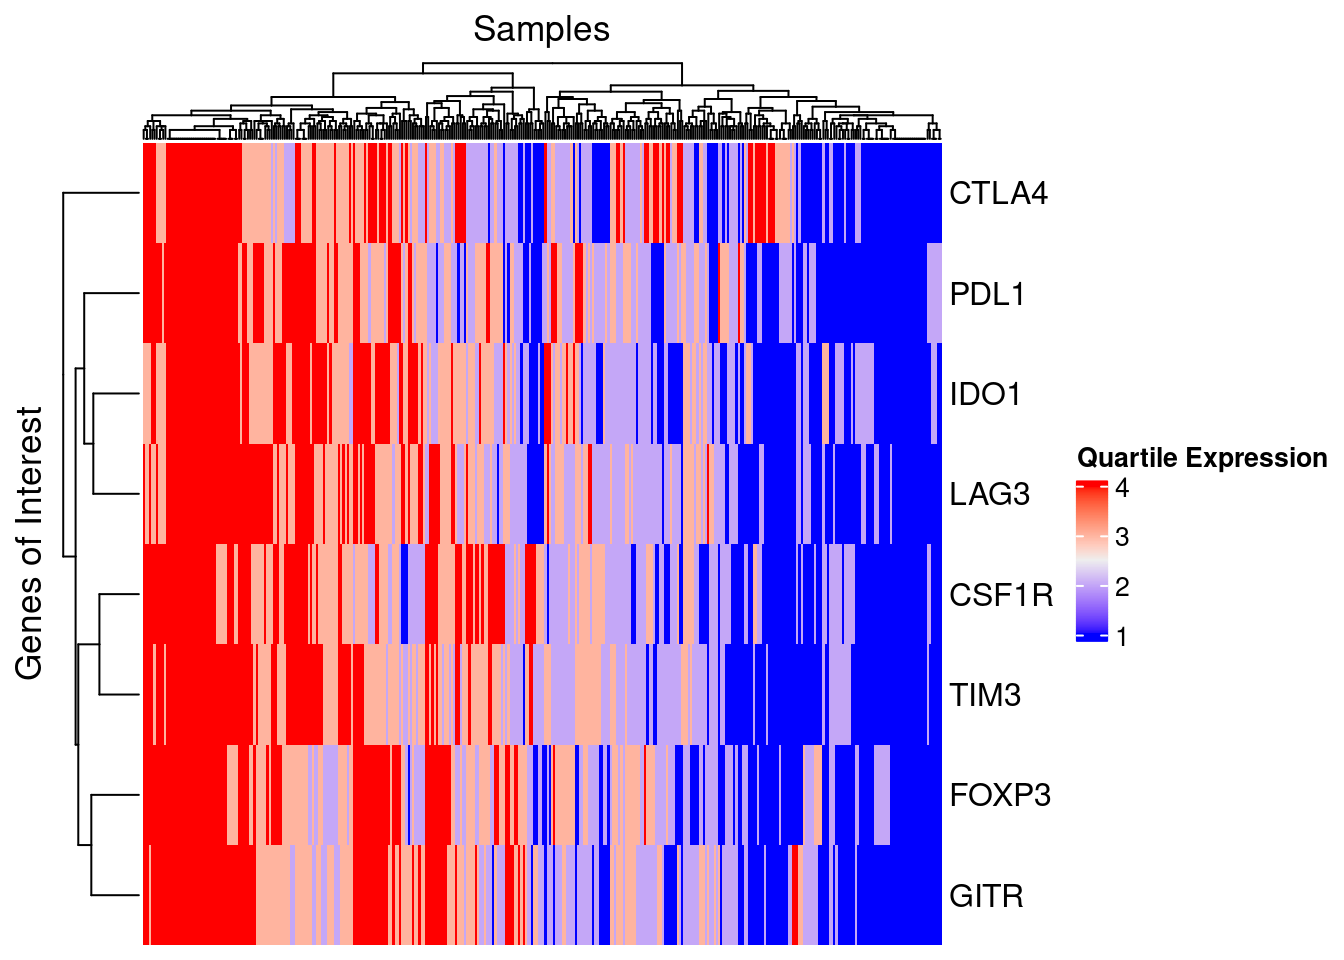 Samples
Genes of Interest
CTLA4
PDL1
IDO1
LAG3
CSF1R
TIM3
FOXP3
GITR
Quartile Expression
4
3
2
1